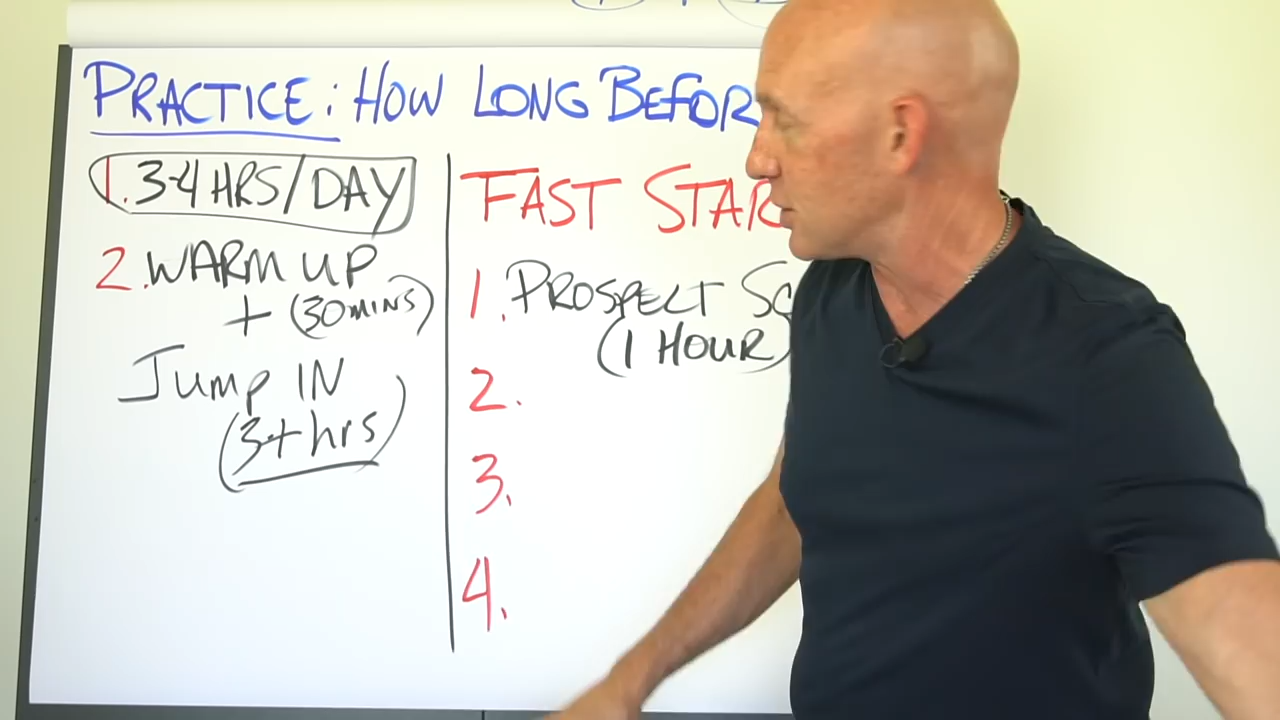 PRACTICE: HOW LONG BEFOR
1. 3-4 HRS/DAY
2. WARM UP
+ (30 MINS)
JUMP IN
(3+ hrs)
FAST STAR
1. PROSPECT SC
(1 HOUR)
2.
3.
4.